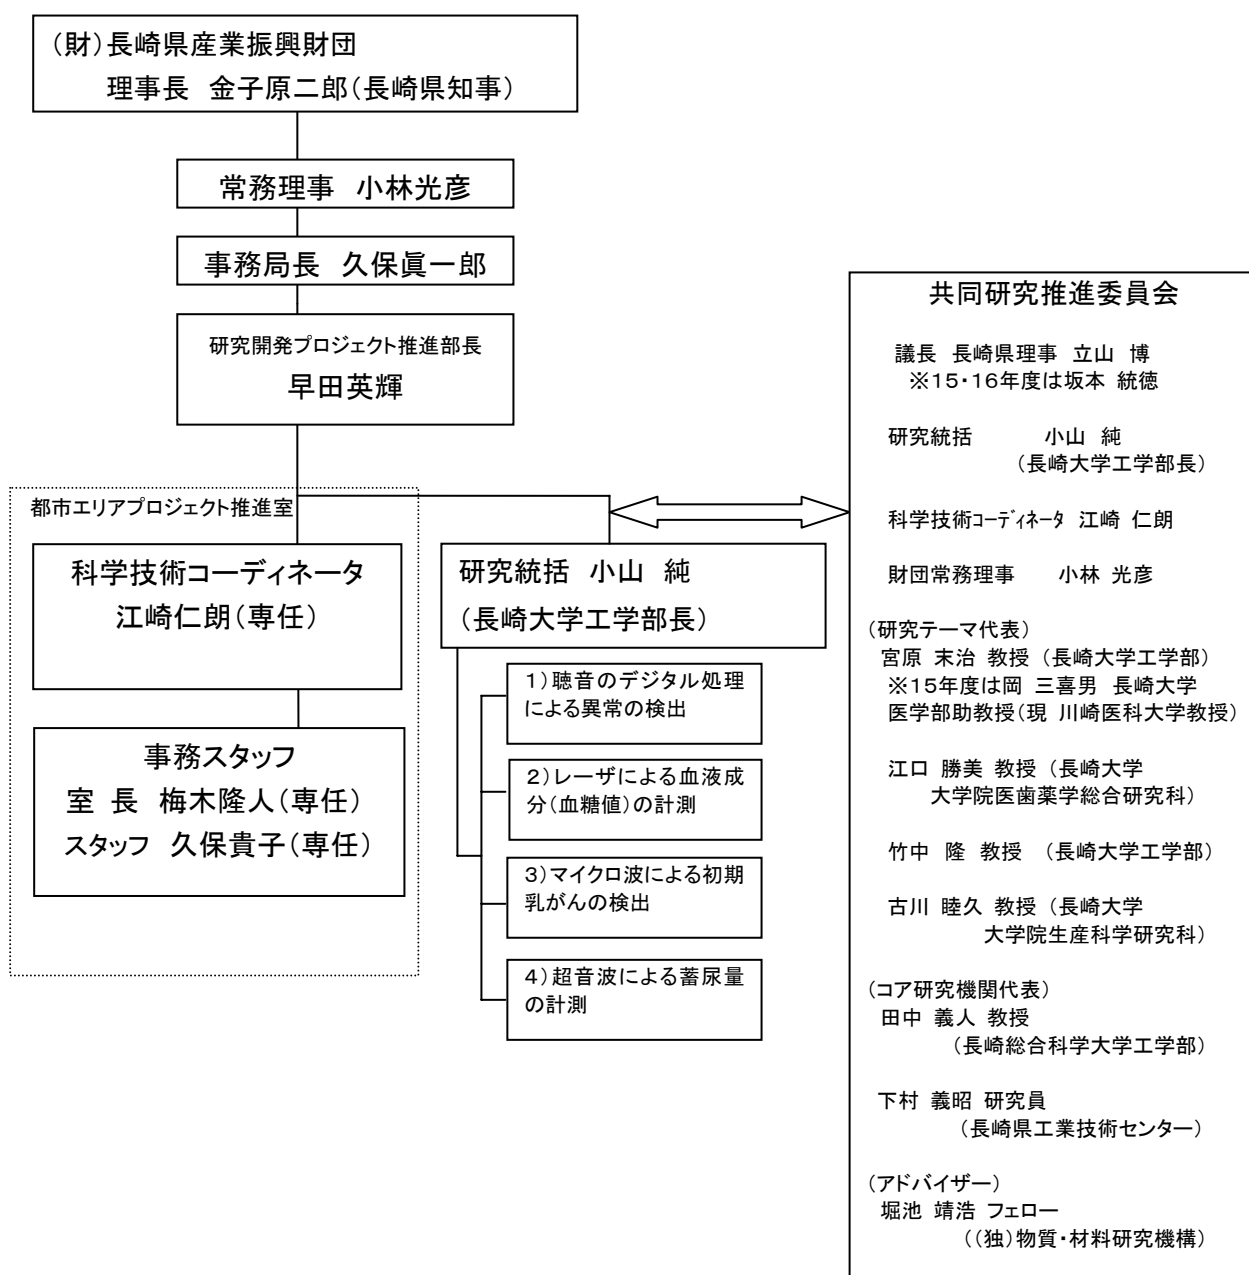 (財)長崎県産業振興財団
理事長 金子原二郎(長崎県知事)
常務理事 小林光彦
事務局長 久保眞一郎
研究開発プロジェクト推進部長
早田英輝
都市エリアプロジェクト推進室
科学技術コーディネータ
江崎仁朗(専任)
事務スタッフ
室 長 梅木隆人(専任)
スタッフ 久保貴子(専任)
研究統括 小山 純
(長崎大学工学部長)
1)聴音のデジタル処理
による異常の検出
2)レーザによる血液成
分(血糖値)の計測
3)マイクロ波による初期
乳がんの検出
4)超音波による蓄尿量
の計測
共同研究推進委員会
議長 長崎県理事 立山 博
※15・16年度は坂本 統徳
研究統括 小山 純
(長崎大学工学部長)
科学技術ｺｰﾃﾞｨﾈｰﾀ 江崎 仁朗
財団常務理事 小林 光彦
(研究テーマ代表)
宮原 末治 教授 (長崎大学工学部)
※15年度は岡 三喜男 長崎大学
医学部助教授(現 川崎医科大学教授)
江口 勝美 教授 (長崎大学
大学院医歯薬学総合研究科)
竹中 隆 教授 (長崎大学工学部)
古川 睦久 教授 (長崎大学
大学院生産科学研究科)
(コア研究機関代表)
田中 義人 教授
(長崎総合科学大学工学部)
下村 義昭 研究員
(長崎県工業技術センター)
(アドバイザー)
堀池 靖浩 フェロー
((独)物質・材料研究機構)